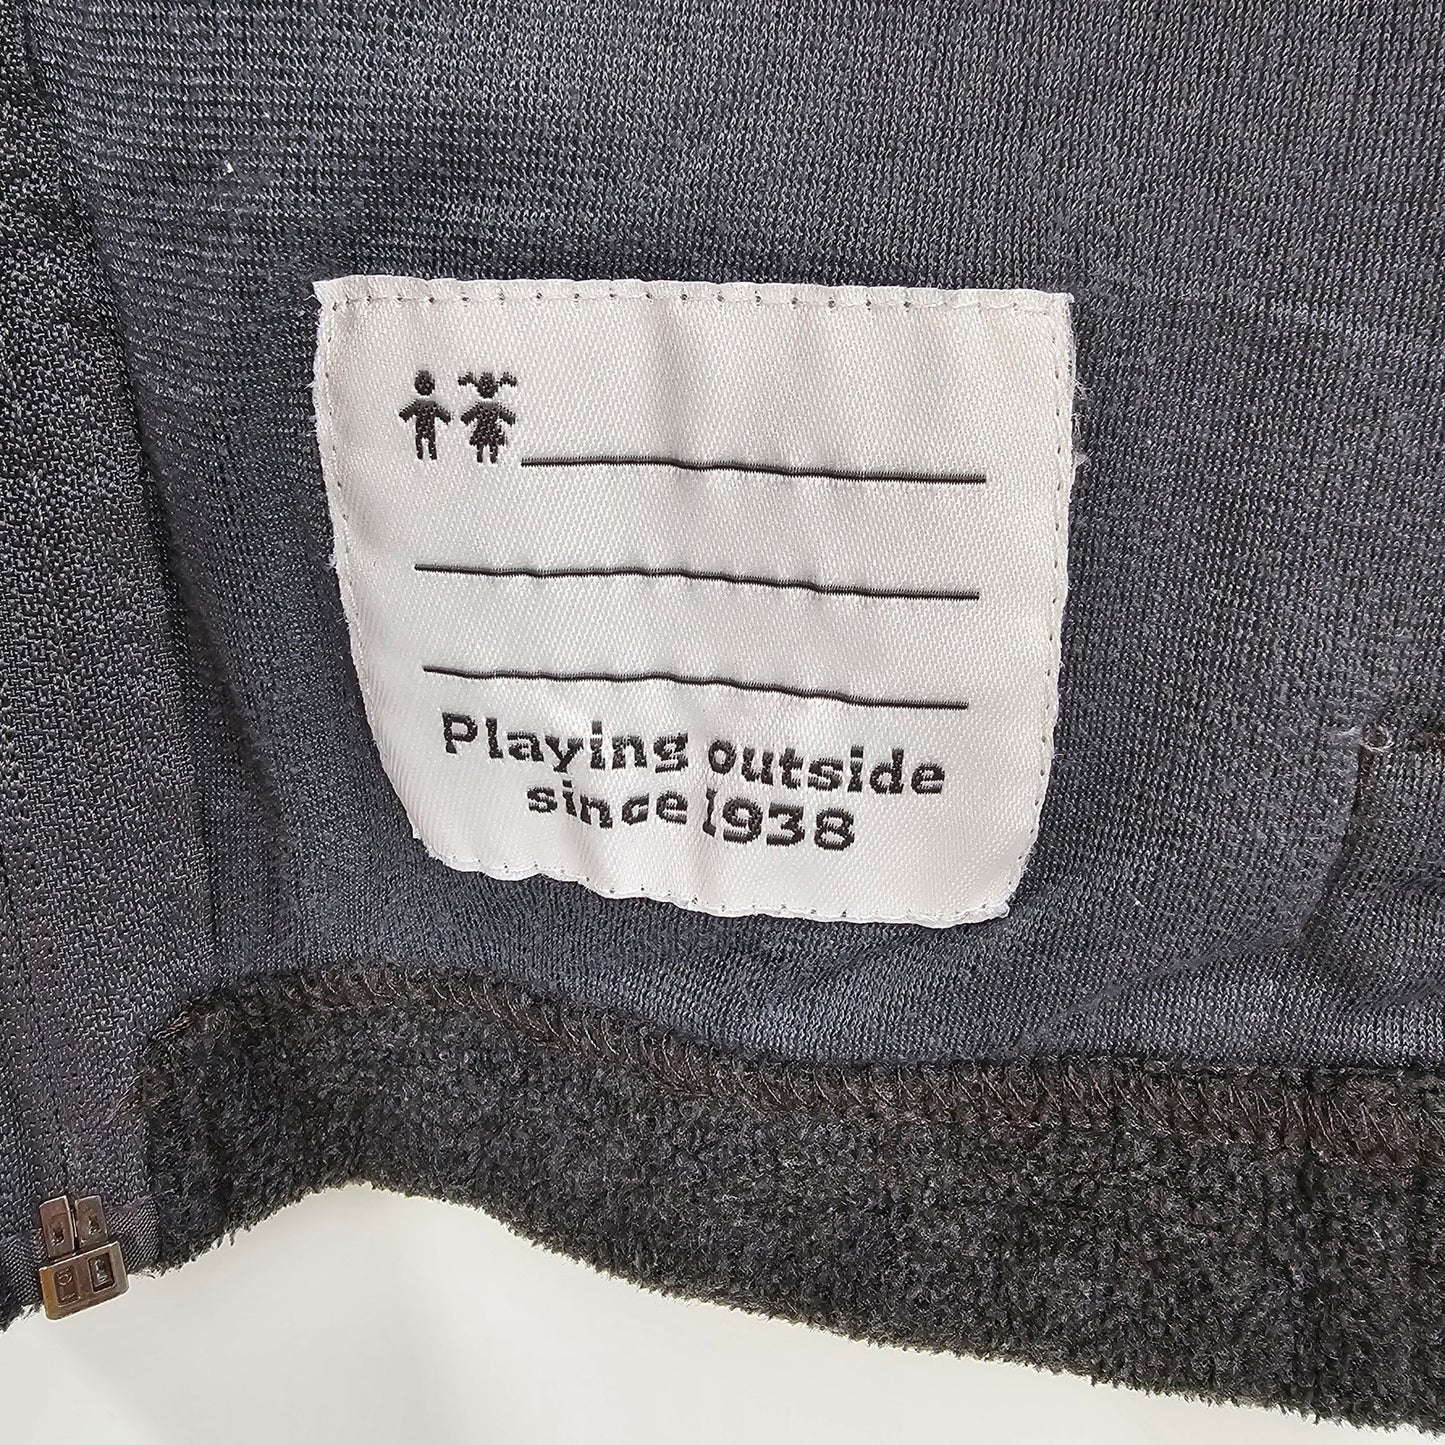 Playing outside
since 1938